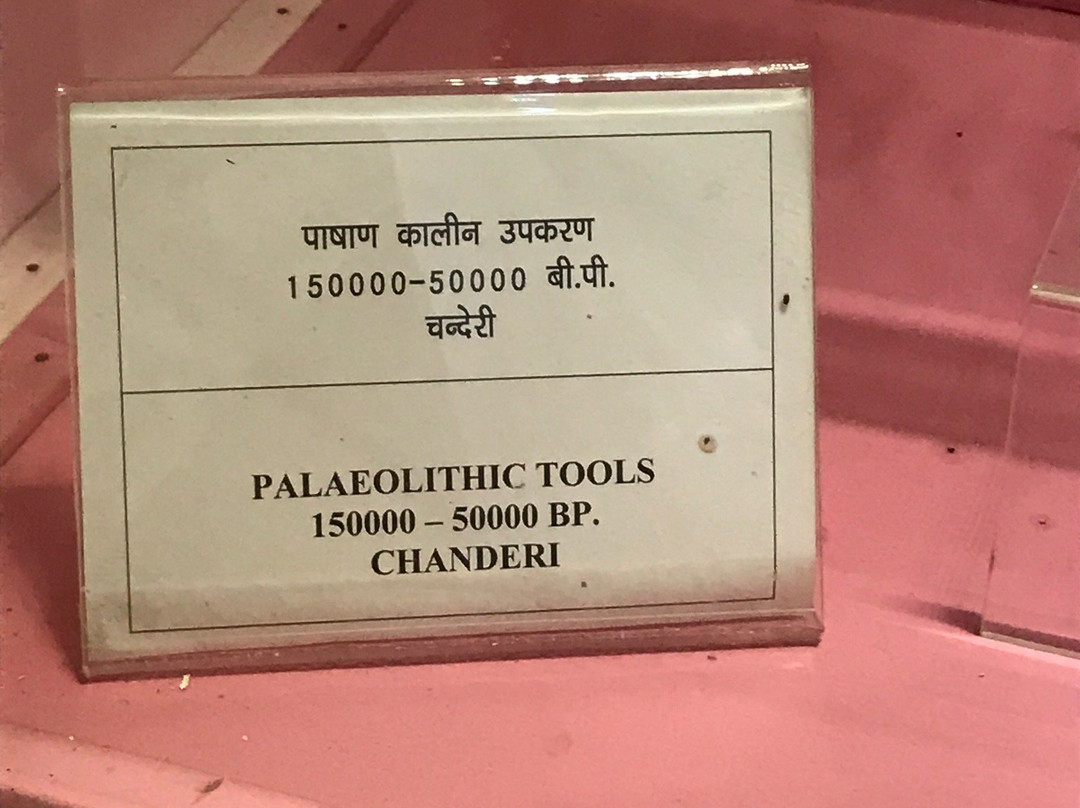 पाषाण कालीन उपकरण
150000-50000 बी.पी.
चन्देरी
PALAEOLITHIC TOOLS
150000 – 50000 BP.
CHANDERI